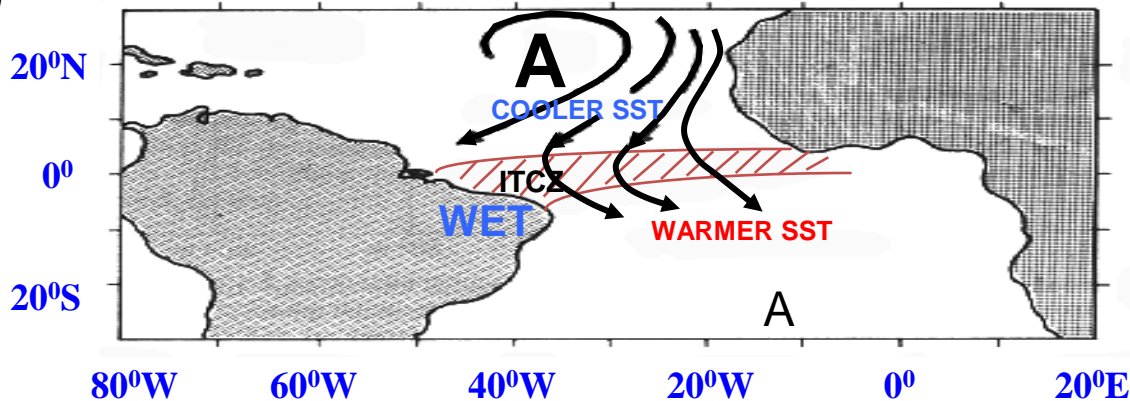 20⁰N
A
COOLER SST
0⁰
ITCZ
WET
WARMER SST
20⁰S
A
80⁰W 60⁰W 40⁰W 20⁰W 0⁰ 20⁰E